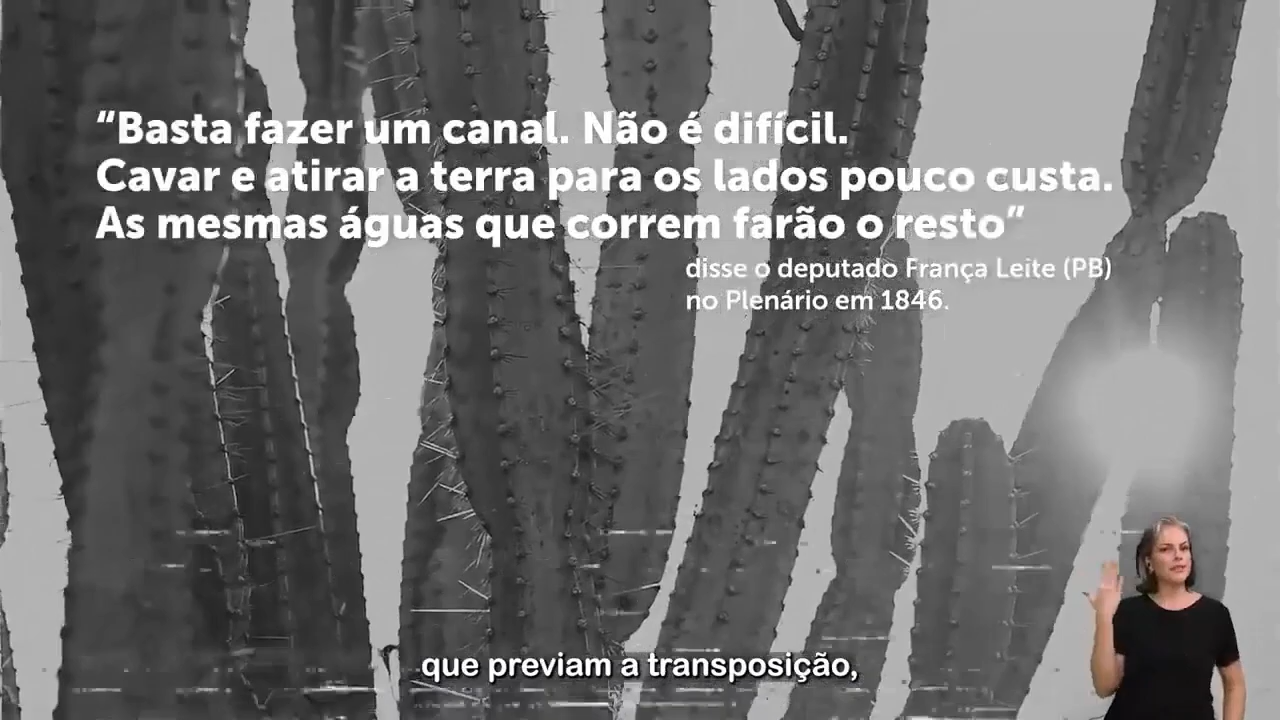 “Basta fazer um canal. Não é difícil.
Cavar e atirar a terra para os lados pouco custa.
As mesmas águas que correm farão o resto”
disse o deputado França Leite (PB)
no Plenário em 1846.
que previam a transposição,